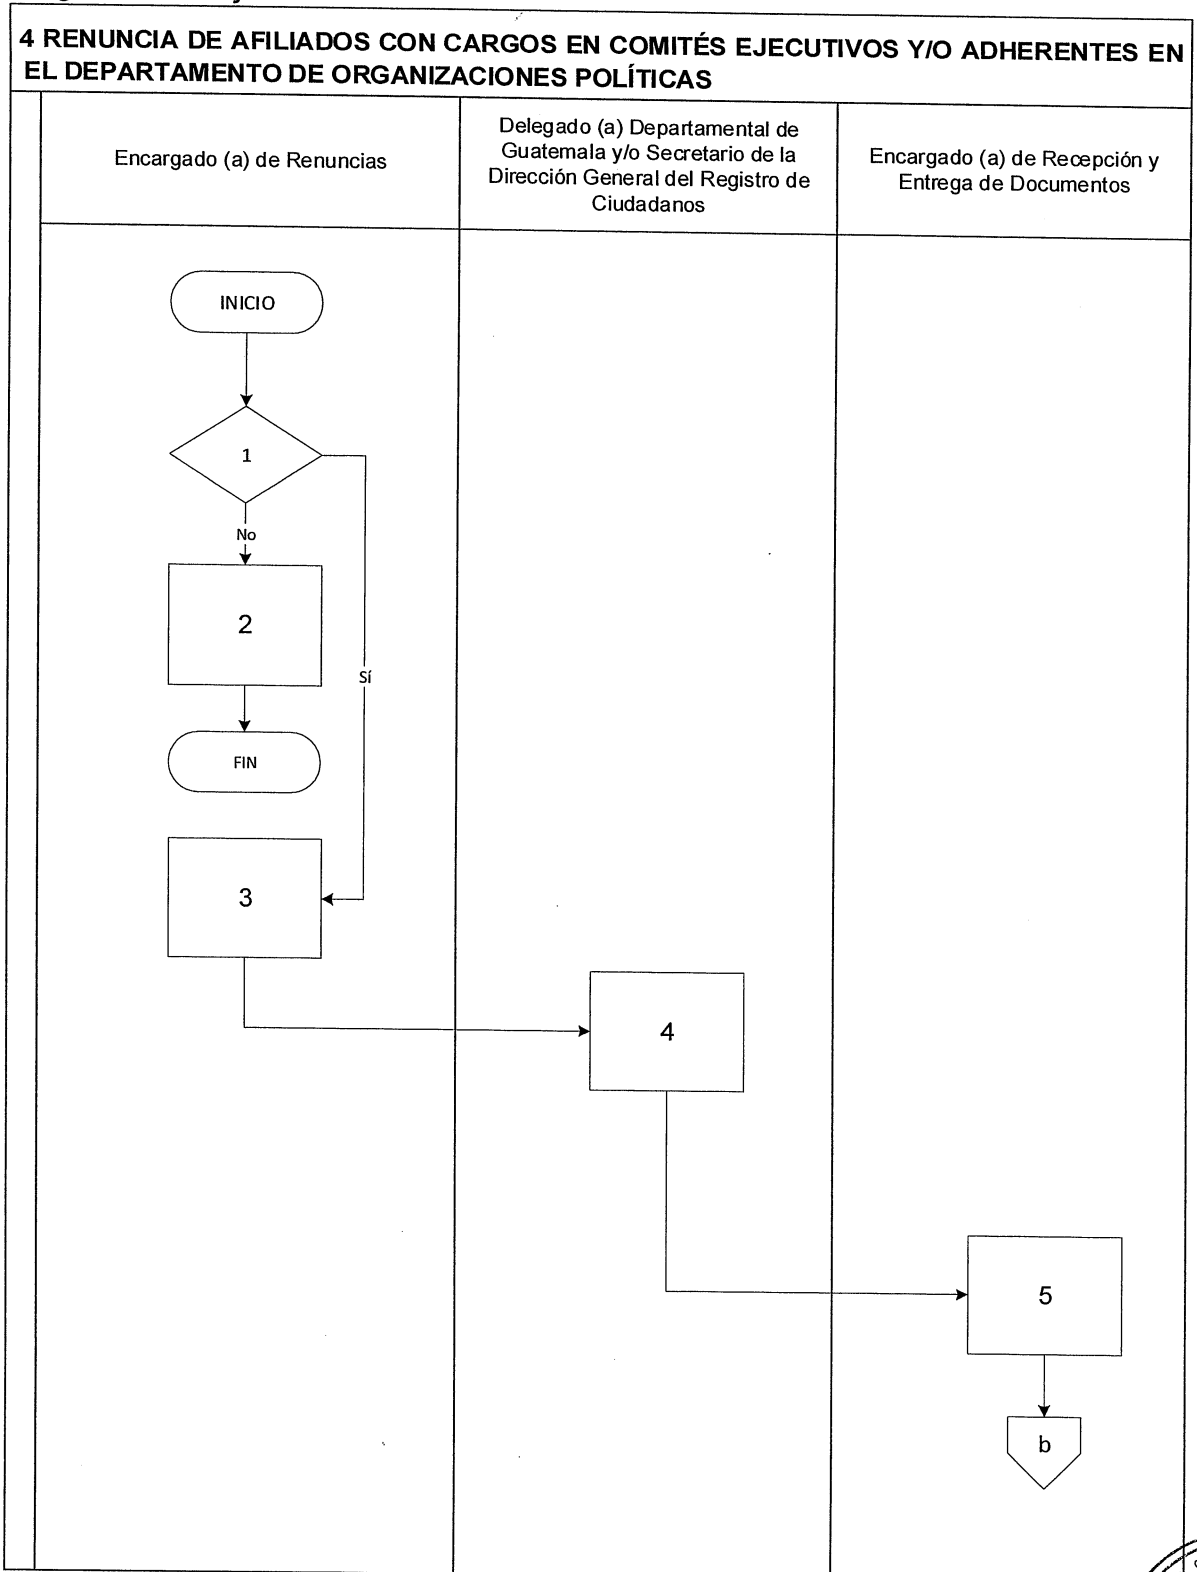 4 RENUNCIA DE AFILIADOS CON CARGOS EN COMITÉS EJECUTIVOS Y/O ADHERENTES EN
EL DEPARTAMENTO DE ORGANIZACIONES POLÍTICAS
Encargado (a) de Renuncias
Delegado (a) Departamental de
Guatemala y/o Secretario de la
Dirección General del Registro de
Ciudadanos
Encargado (a) de Recepción y
Entrega de Documentos
INICIO
1
No
2
Sí
FIN
3
4
5
b